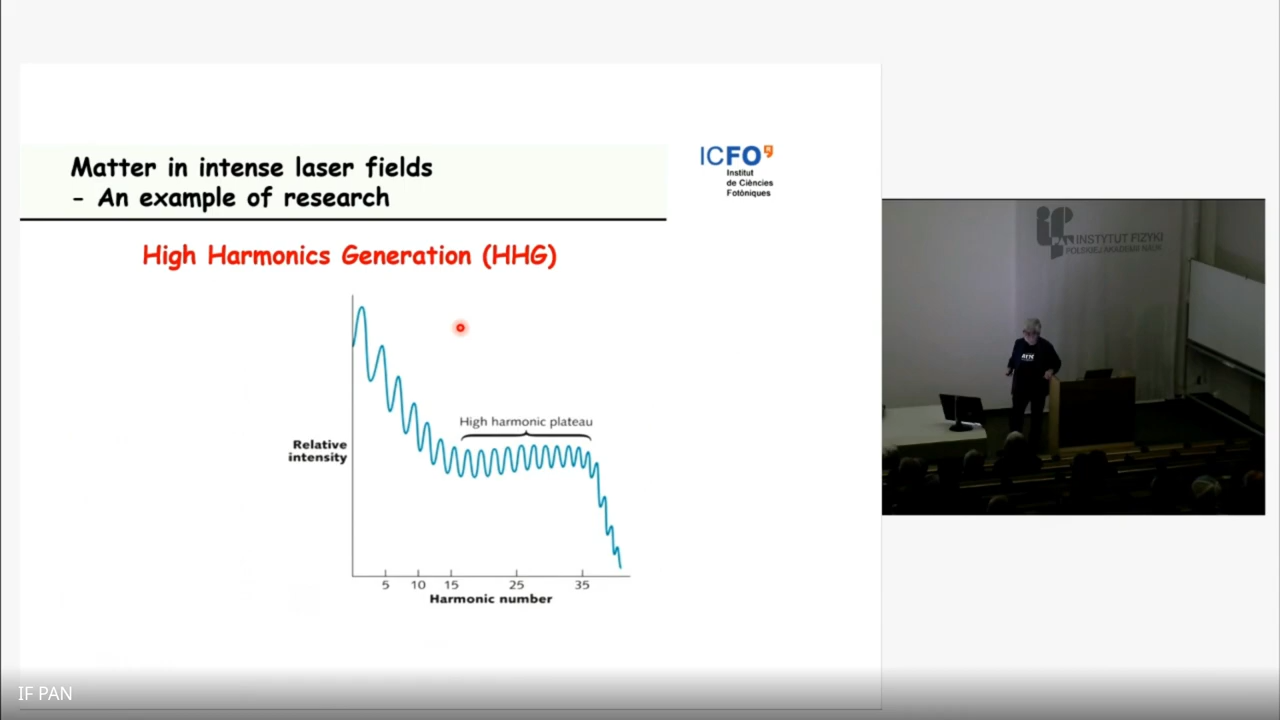 Matter in intense laser fields
- An example of research
ICFO
Institut
de Ciències
Fotòniques
High Harmonics Generation (HHG)
High harmonic plateau
Relative
intensity
5 10 15 25 35
Harmonic number
INSTYTUT FIZYKI
POLSKIEJ AKADEMII NAUK
IF PAN